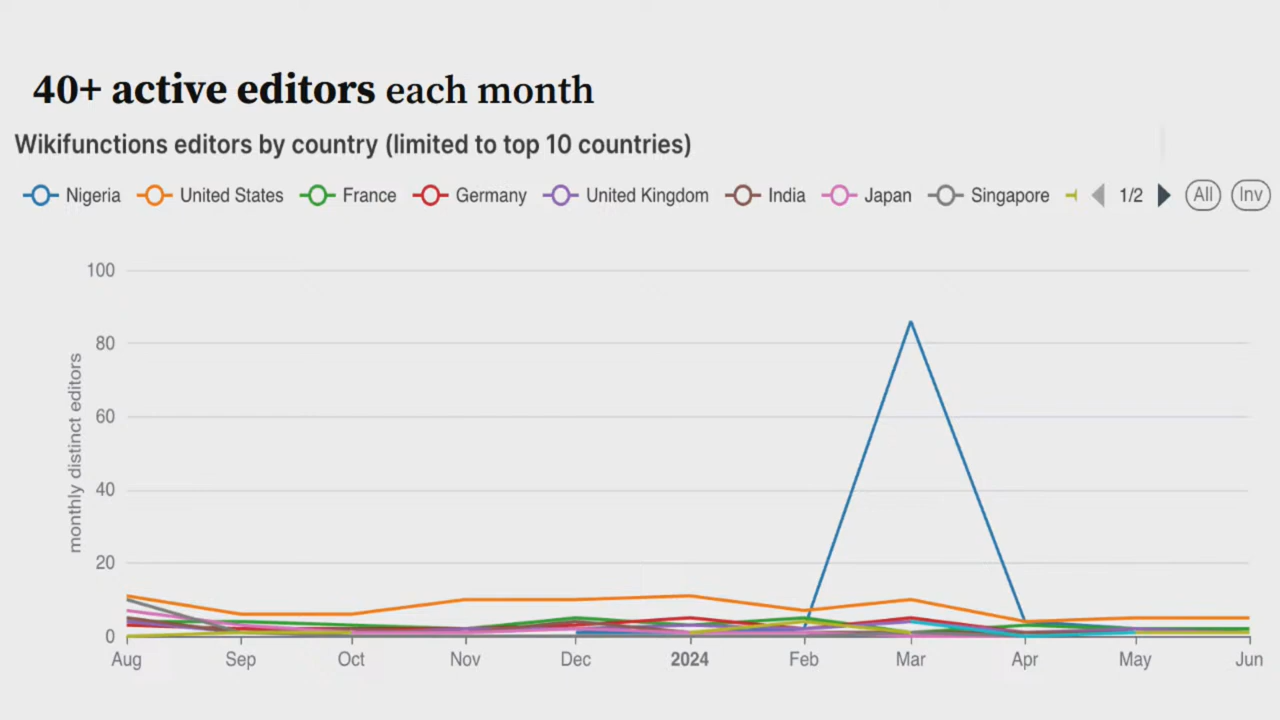 40+ active editors each month
Wikifunctions editors by country (limited to top 10 countries)
Nigeria United States France Germany United Kingdom India Japan Singapore 1/2 All Inv
monthly distinct editors
100
80
60
40
20
0
Aug Sep Oct Nov Dec 2024 Feb Mar Apr May Jun